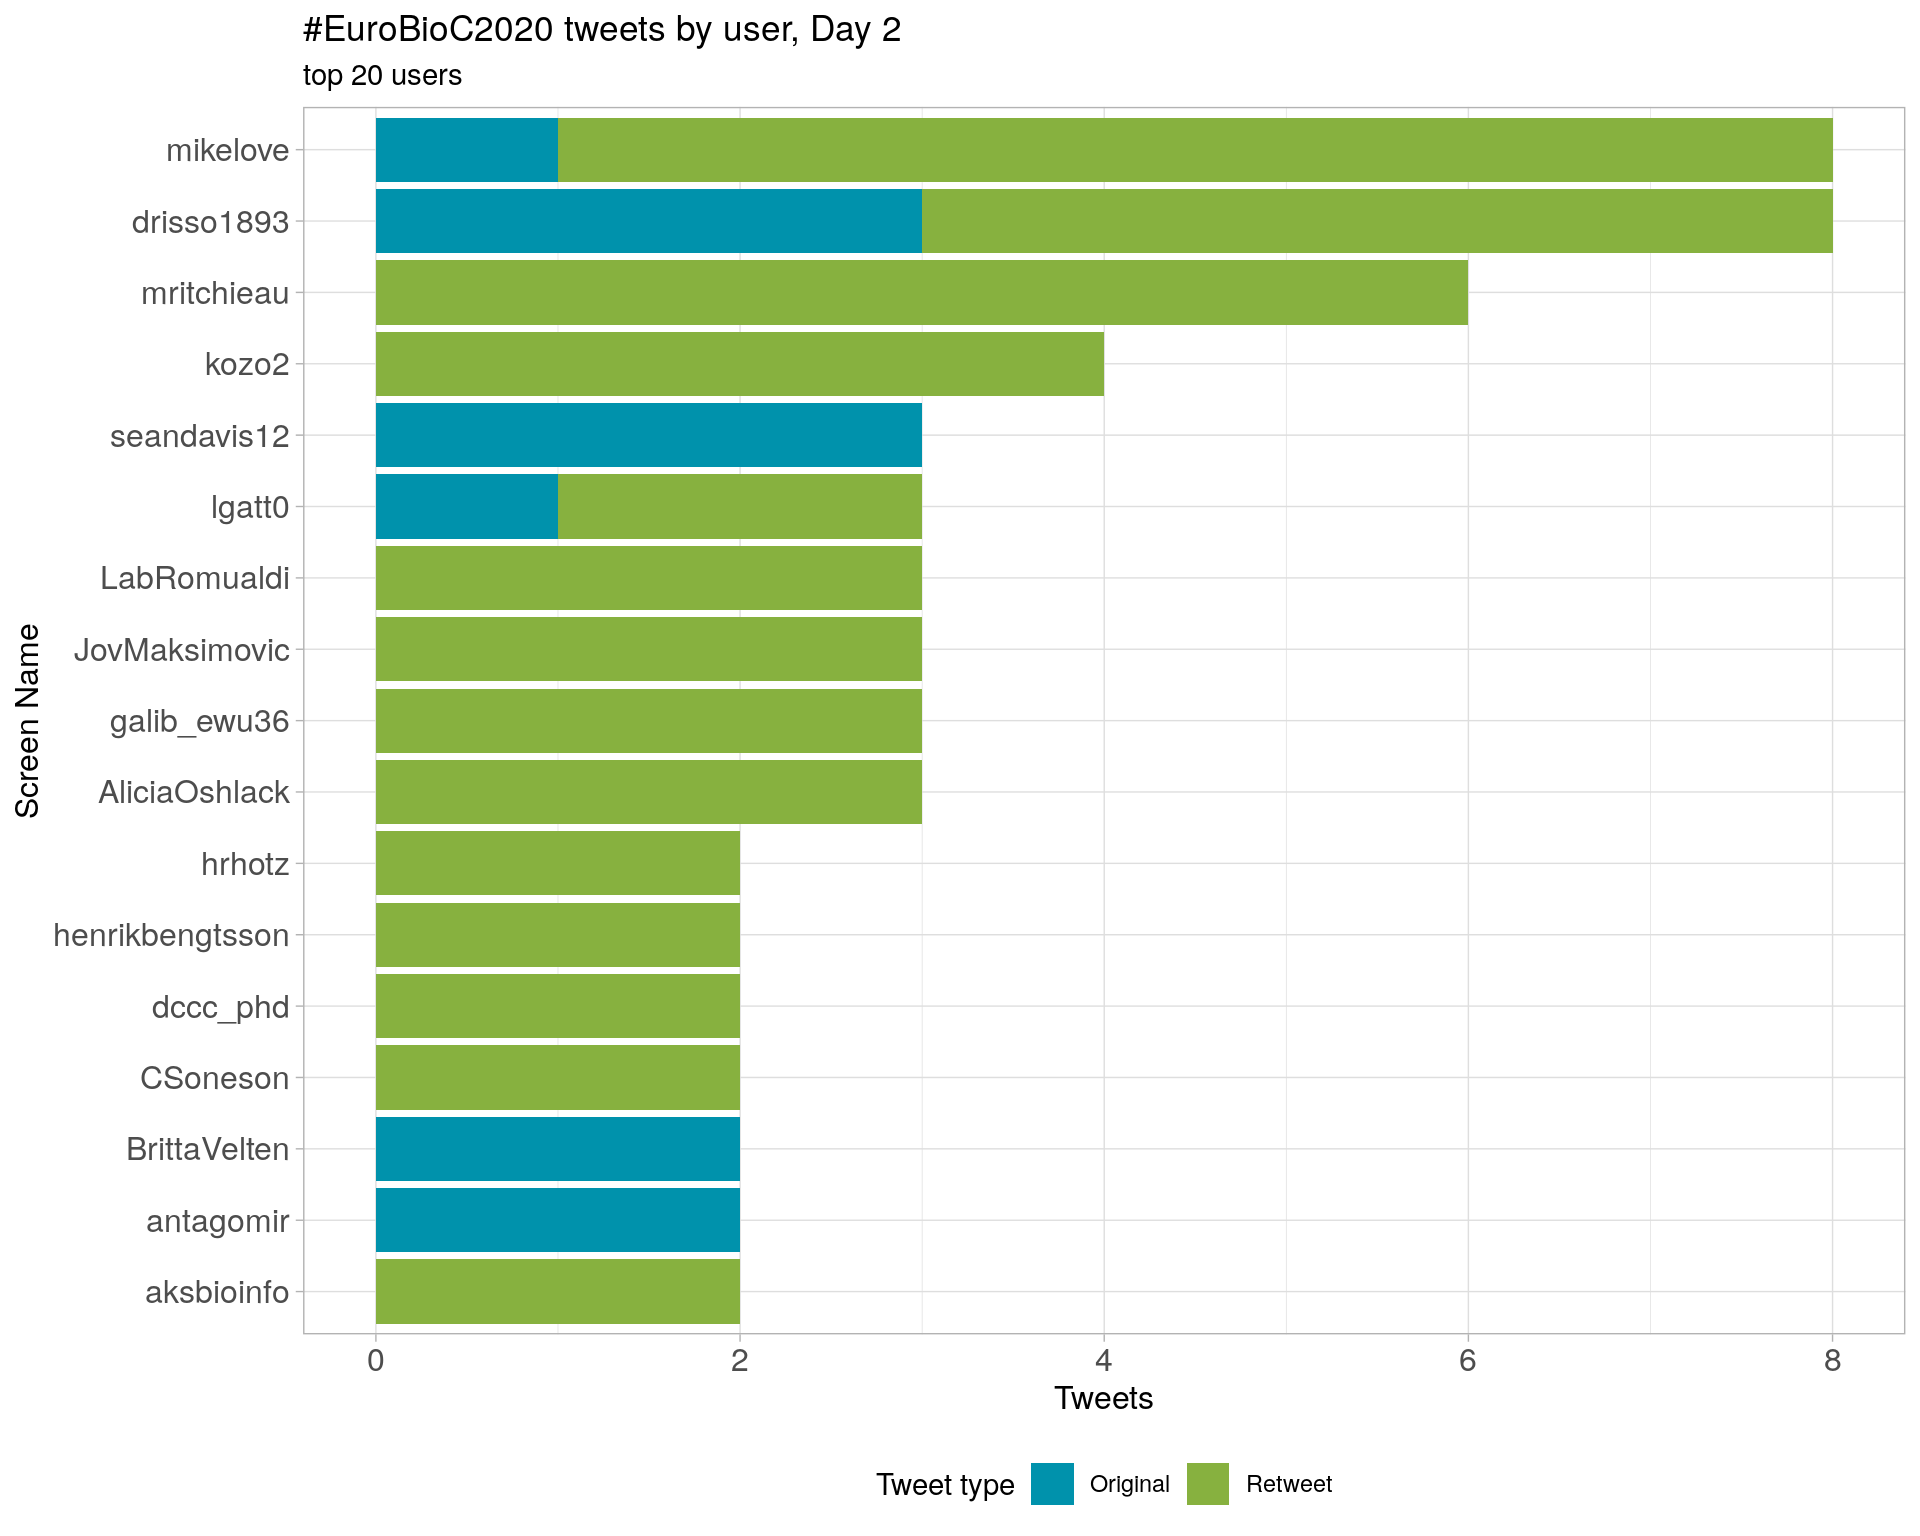 #EuroBioC2020 tweets by user, Day 2
top 20 users
Screen Name
mikelove
drisso1893
mritchieau
kozo2
seandavis12
lgatt0
LabRomualdi
JovMaksimovic
galib_ewu36
AliciaOshlack
hrhotz
henrikbengtsson
dccc_phd
CSoneson
BrittaVelten
antagomir
aksbioinfo
0 2 4 6 8
Tweets
Tweet type Original Retweet